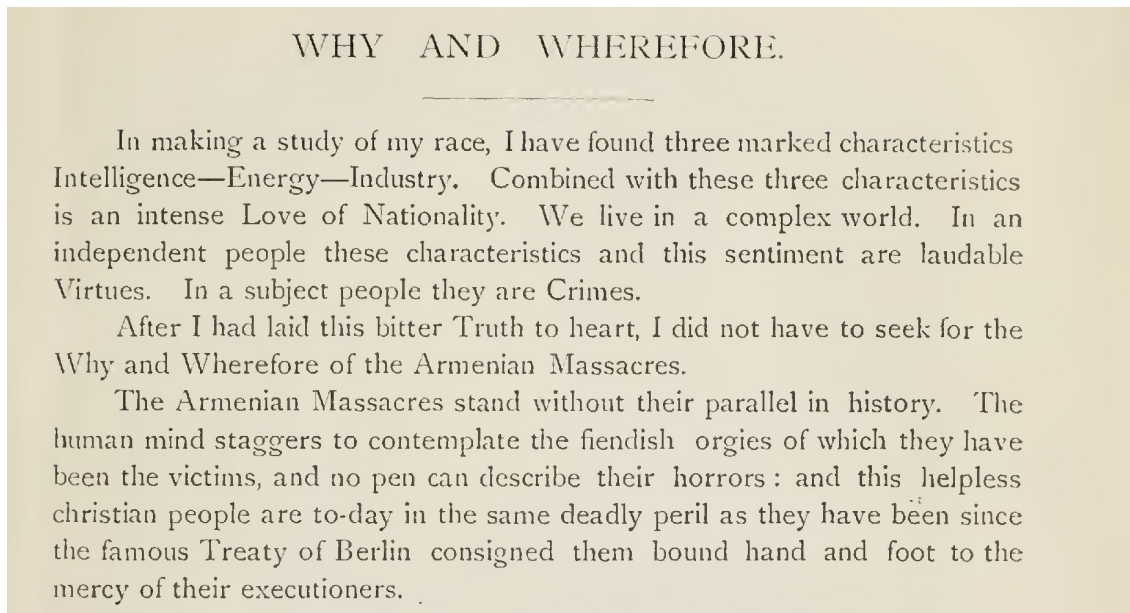 WHY AND WHEREFORE.
In making a study of my race, I have found three marked characteristics
Intelligence—Energy—Industry. Combined with these three characteristics
is an intense Love of Nationality. We live in a complex world. In an
independent people these characteristics and this sentiment are laudable
Virtues. In a subject people they are Crimes.
After I had laid this bitter Truth to heart, I did not have to seek for the
Why and Wherefore of the Armenian Massacres.
The Armenian Massacres stand without their parallel in history. The
human mind staggers to contemplate the fiendish orgies of which they have
been the victims, and no pen can describe their horrors : and this helpless
christian people are to-day in the same deadly peril as they have been since
the famous Treaty of Berlin consigned them bound hand and foot to the
mercy of their executioners.